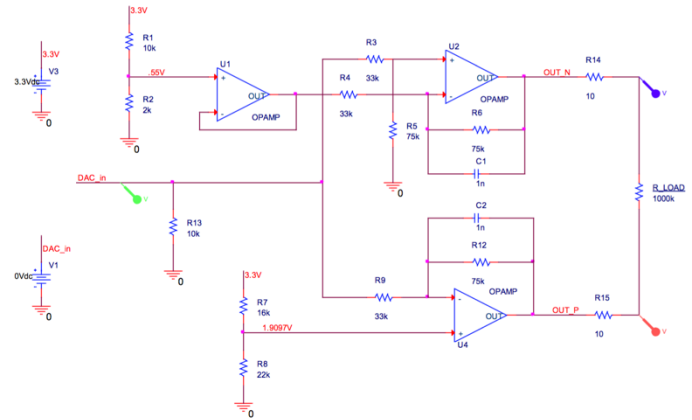 3.3V
R1
10k
3.3V
V3
3.3Vdc
0
.55V
R2
2k
0
U1
+
-
OUT
OPAMP
R3
33k
R4
33k
R5
75k
0
U2
+
-
OUT
OPAMP
R6
75k
C1
1n
OUT_N
R14
10
V
DAC_in
V
R13
10k
0
DAC_in
V1
0Vdc
0
R_LOAD
1000k
C2
1n
R12
75k
OPAMP
R9
33k
-
+
OUT
U4
OUT_P
R15
10
V
3.3V
R7
16k
1.9097V
R8
22k
0